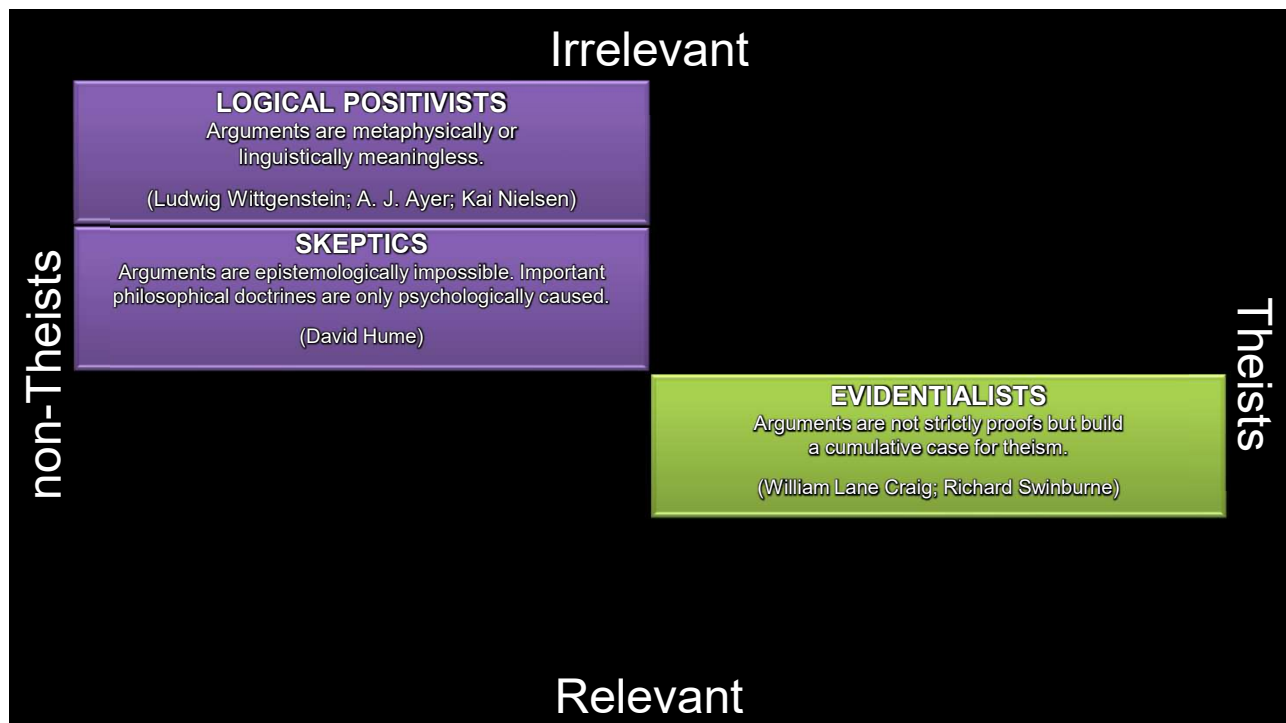 Irrelevant
LOGICAL POSITIVISTS
Arguments are metaphysically or
linguistically meaningless.
(Ludwig Wittgenstein; A. J. Ayer; Kai Nielsen)
SKEPTICS
Arguments are epistemologically impossible. Important
philosophical doctrines are only psychologically caused.
(David Hume)
non-Theists
Theists
EVIDENTIALISTS
Arguments are not strictly proofs but build
a cumulative case for theism.
(William Lane Craig; Richard Swinburne)
Relevant